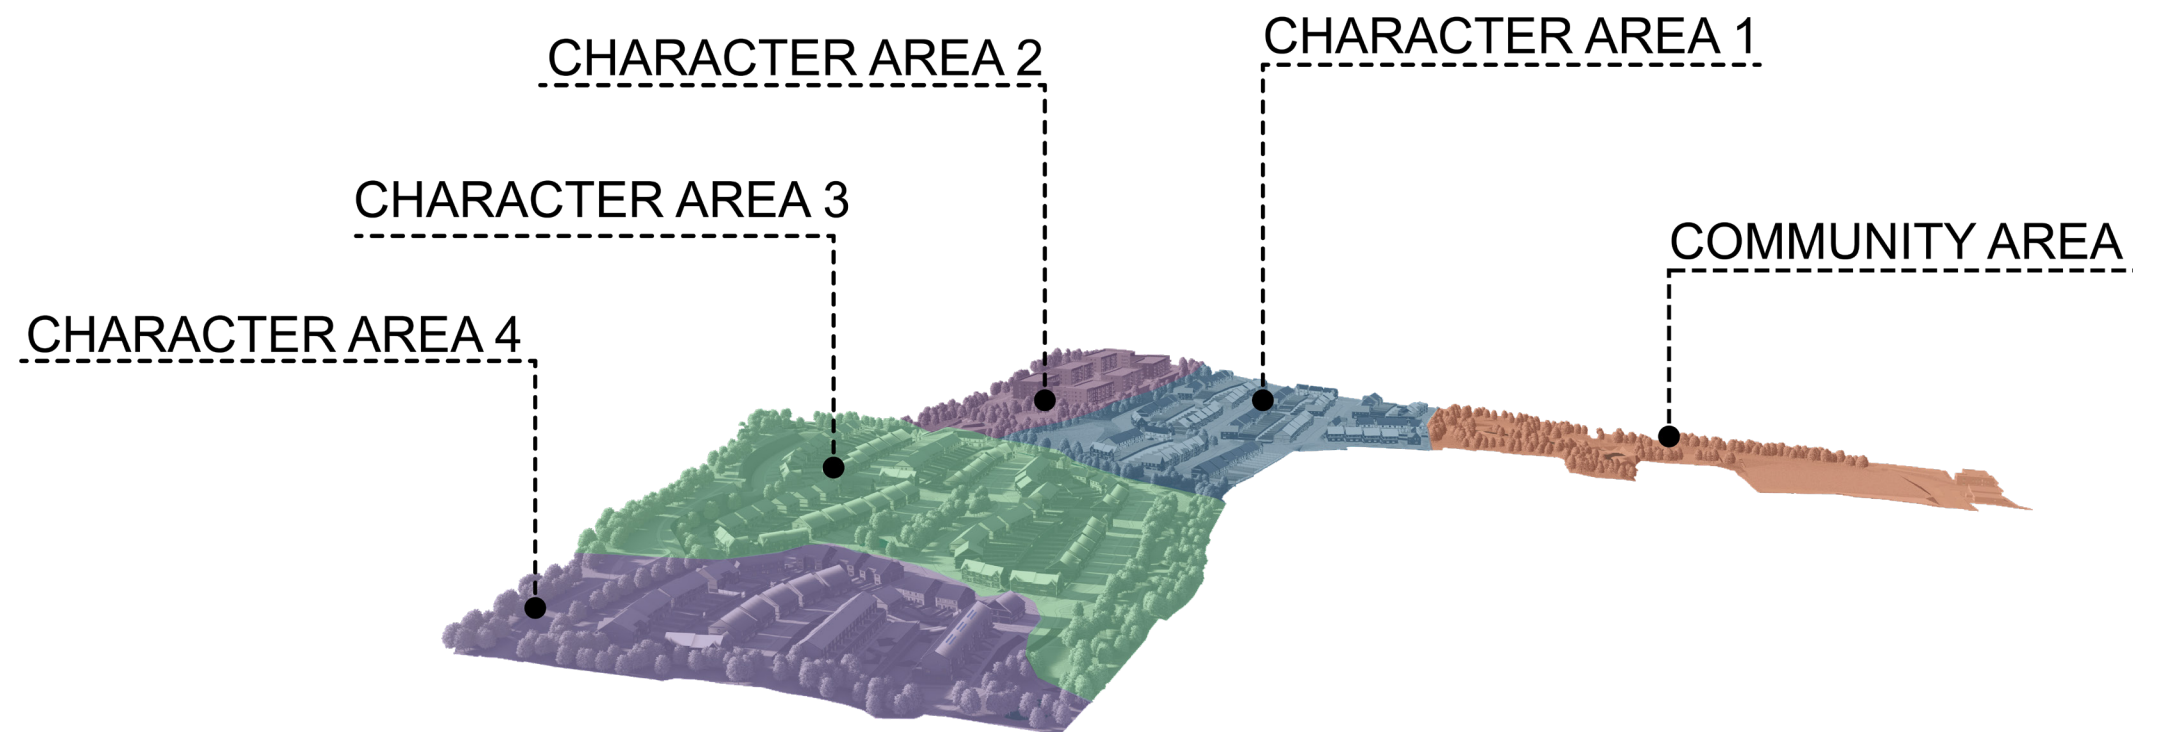 CHARACTER AREA 1
CHARACTER AREA 2
CHARACTER AREA 3
COMMUNITY AREA
CHARACTER AREA 4